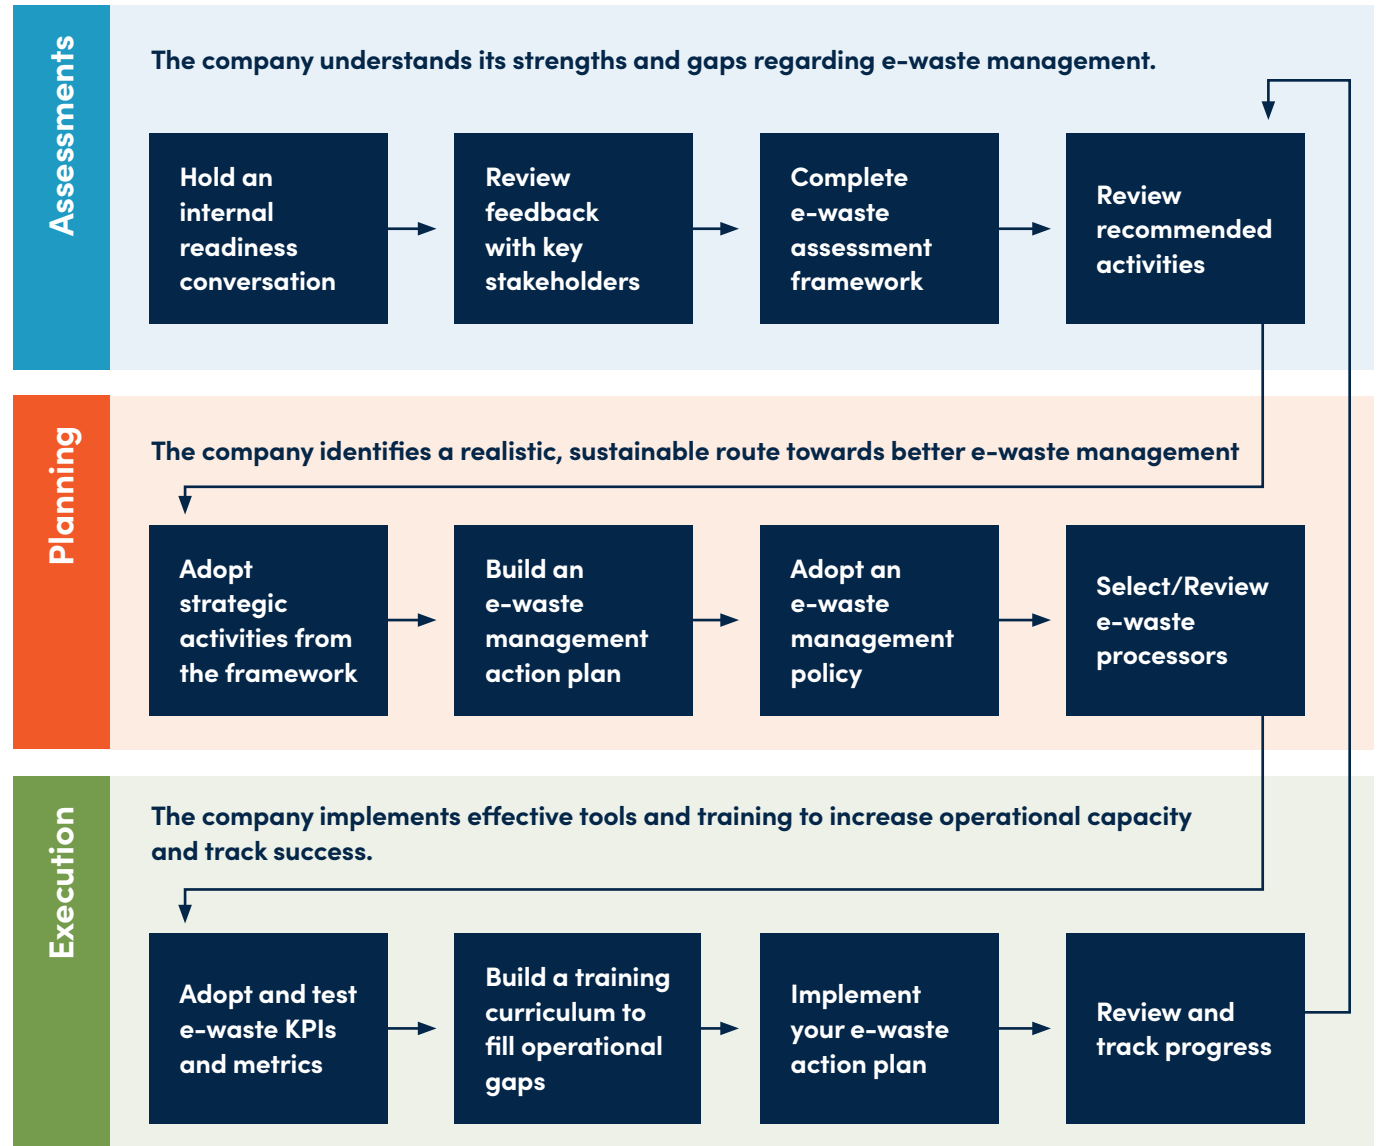 Assessments
The company understands its strengths and gaps regarding e-waste management.
Hold an
internal
readiness
conversation
Review
feedback
with key
stakeholders
Complete
e-waste
assessment
framework
Review
recommended
activities
Planning
The company identifies a realistic, sustainable route towards better e-waste management
Adopt
strategic
activities from
the framework
Build an
e-waste
management
action plan
Adopt an
e-waste
management
policy
Select/Review
e-waste
processors
Execution
The company implements effective tools and training to increase operational capacity
and track success.
Adopt and test
e-waste KPIs
and metrics
Build a training
curriculum to
fill operational
gaps
Implement
your e-waste
action plan
Review and
track progress